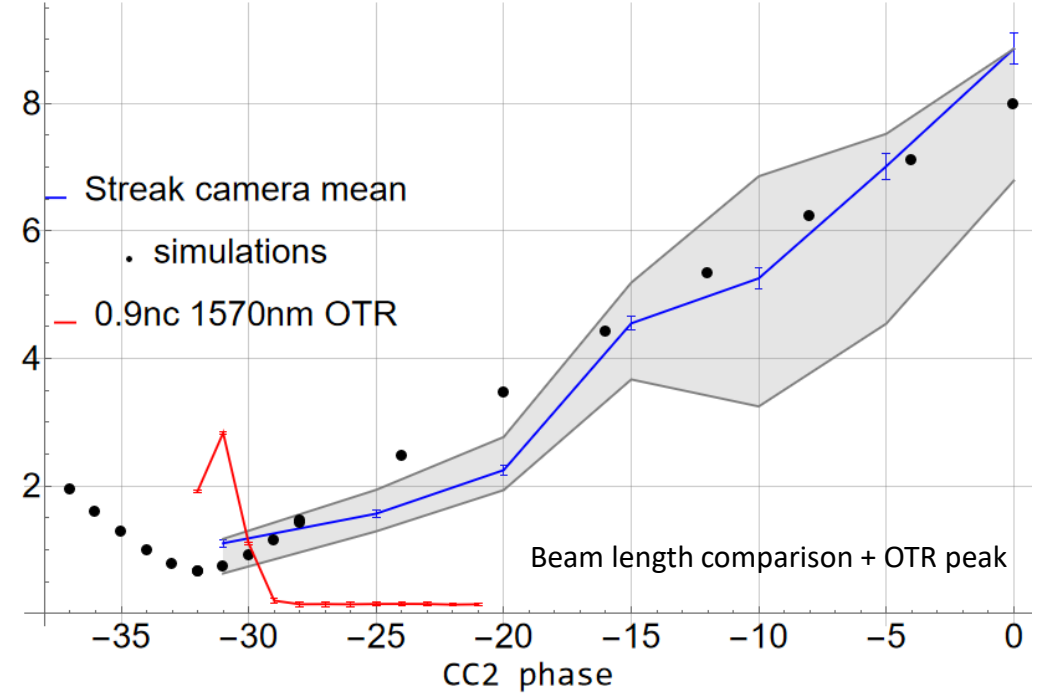 8
Streak camera mean
6
simulations
0.9nc 1570nm OTR
4
2
Beam length comparison + OTR peak
−35 −30 −25 −20 −15 −10 −5 0
CC2 phase